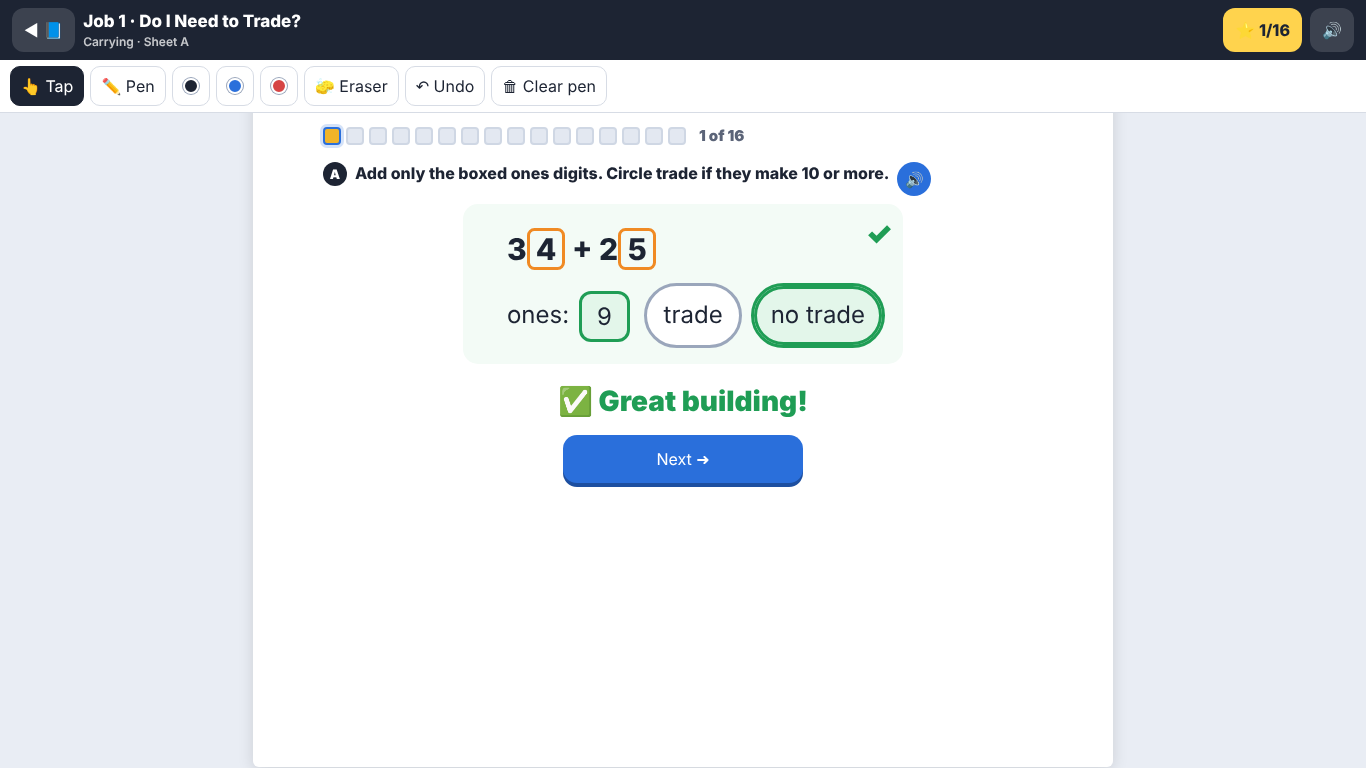 ◀ 📘 Job 1 · Do I Need to Trade?
Carrying · Sheet A
⭐ 1/16 🔊
👆 Tap ✏️ Pen 🧽 Eraser ↶ Undo 🗑 Clear pen
1 of 16
A Add only the boxed ones digits. Circle trade if they make 10 or more. 🔊
34 + 25 ✔
ones: 9 trade no trade
✅ Great building!
Next ➜